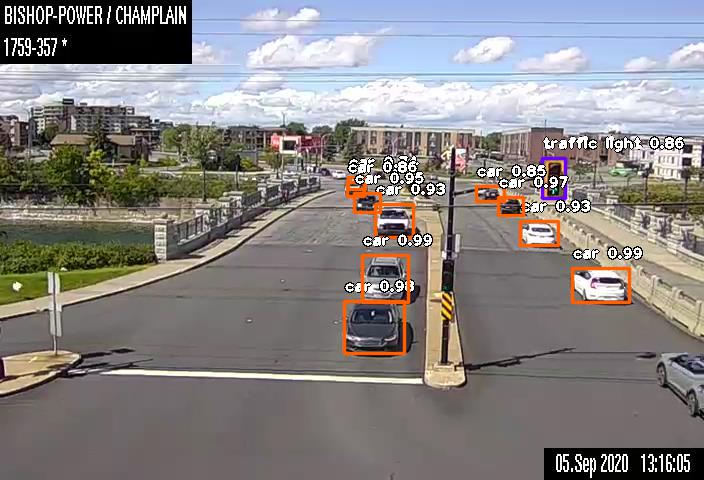 BISHOP-POWER / CHAMPLAIN
1759-357 *
traffic light 0.86
car 0.86
car 0.95
car 0.93
car 0.85
car 0.97
car 0.93
car 0.99
car 0.99
car 0.98
05.Sep 2020 13:16:05